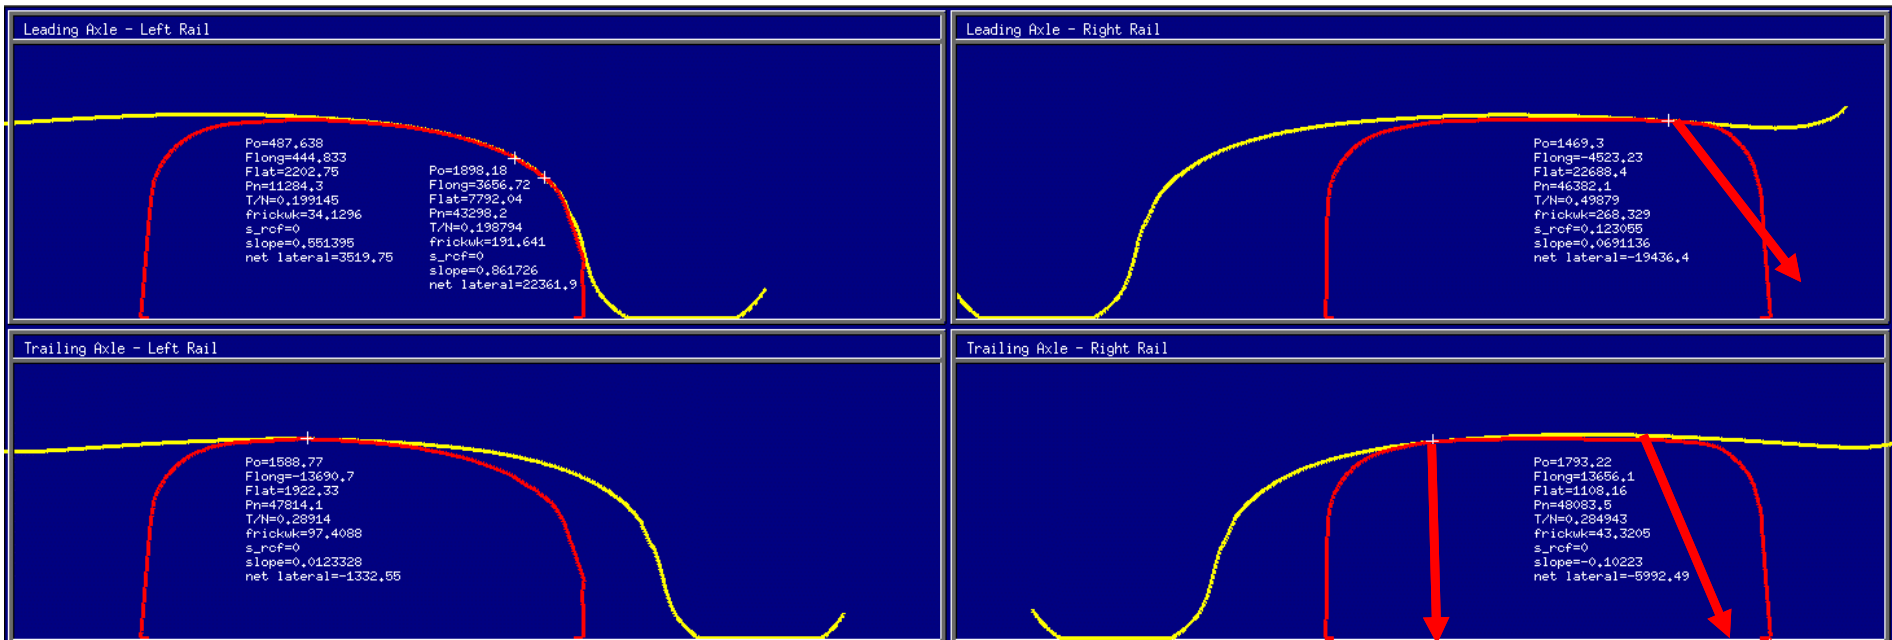 Leading Axle - Left Rail
Po=487.638
Flong=444.833
Flat=2202.75
Pn=11284.3
T/N=0.199145
frickwk=34.1296
s_rcf=0
slope=0.551395
net lateral=3519.75
Po=1898.18
Flong=3656.72
Flat=7792.04
Pn=43298.2
T/N=0.198794
frickwk=191.641
s_rcf=0
slope=0.861726
net lateral=22361.9
Leading Axle - Right Rail
Po=1469.3
Flong=-4523.23
Flat=22688.4
Pn=46382.1
T/N=0.49879
frickwk=268.329
s_rcf=0.123055
slope=0.0691136
net lateral=-19436.4
Trailing Axle - Left Rail
Po=1588.77
Flong=-13690.7
Flat=1922.33
Pn=47814.1
T/N=0.28914
frickwk=97.4088
s_rcf=0
slope=0.0123328
net lateral=-1332.55
Trailing Axle - Right Rail
Po=1793.22
Flong=13656.1
Flat=1108.16
Pn=48083.5
T/N=0.284943
frickwk=43.3205
s_rcf=0
slope=-0.10223
net lateral=-5992.49